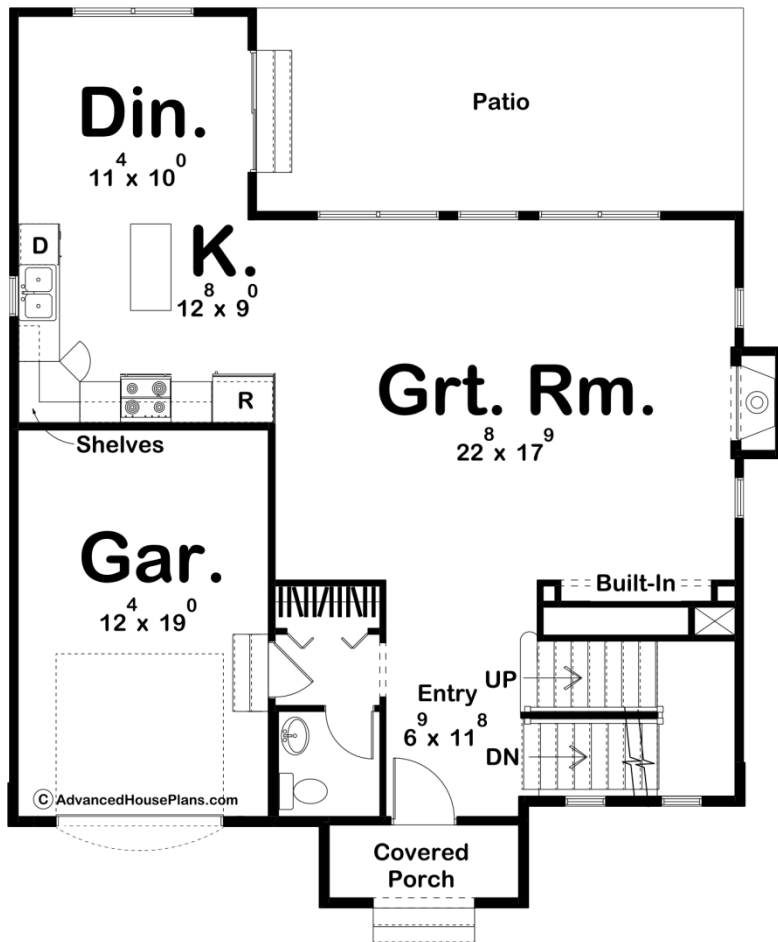 Din.
11⁴ x 10⁰
Patio
D
K.
12⁸ x 9⁰
R
Shelves
Grt. Rm.
22⁸ x 17⁹
Gar.
12⁴ x 19⁰
Built-In
UP
Entry
6⁹ x 11⁸
DN
© AdvancedHousePlans.com
Covered
Porch